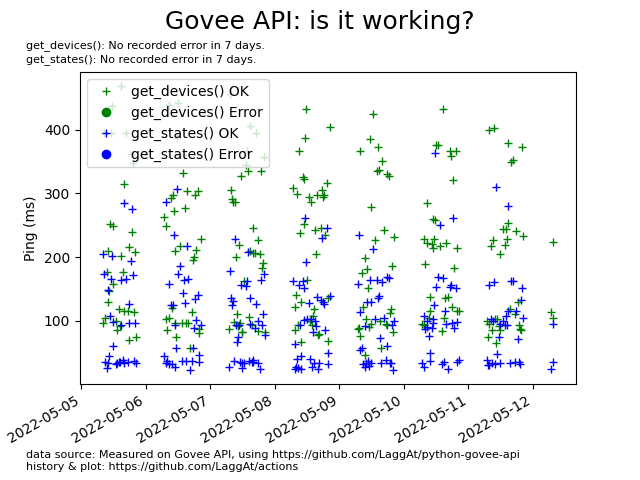 Govee API: is it working?
get_devices(): No recorded error in 7 days.
get_states(): No recorded error in 7 days.
get_devices() OK
get_devices() Error
get_states() OK
get_states() Error
Ping (ms)
400
300
200
100
2022-05-05
2022-05-06
2022-05-07
2022-05-08
2022-05-09
2022-05-10
2022-05-11
2022-05-12
data source: Measured on Govee API, using https://github.com/LaggAt/python-govee-api
history & plot: https://github.com/LaggAt/actions